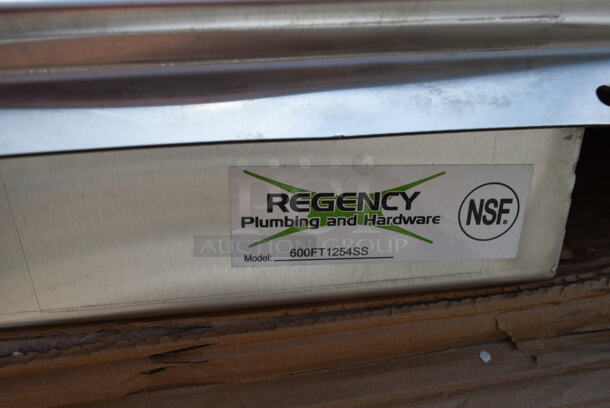 REGENCY
Plumbing and Hardware
NSF.
AUCTION GROUP
Model: 600FT1254SS